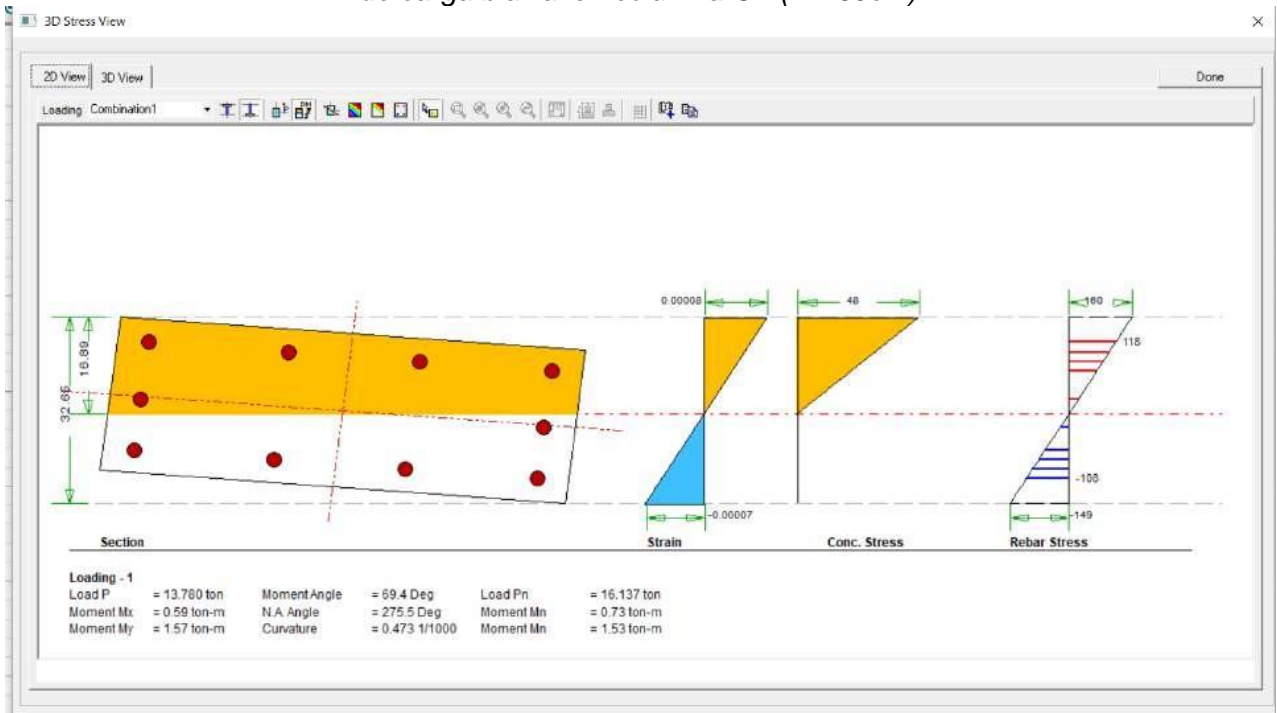 3D Stress View
2D View 3D View Done
Loading Combination1
0.00008 48 160
118
16.89
32.66
-108
-0.00007 -149
Section Strain Conc. Stress Rebar Stress
Loading - 1
Load P = 13.780 ton Moment Angle = 69.4 Deg Load Pn = 16.137 ton
Moment Mx = 0.59 ton-m N.A. Angle = 275.5 Deg Moment Mn = 0.73 ton-m
Moment My = 1.57 ton-m Curvature = 0.473 1/1000 Moment Mn = 1.53 ton-m